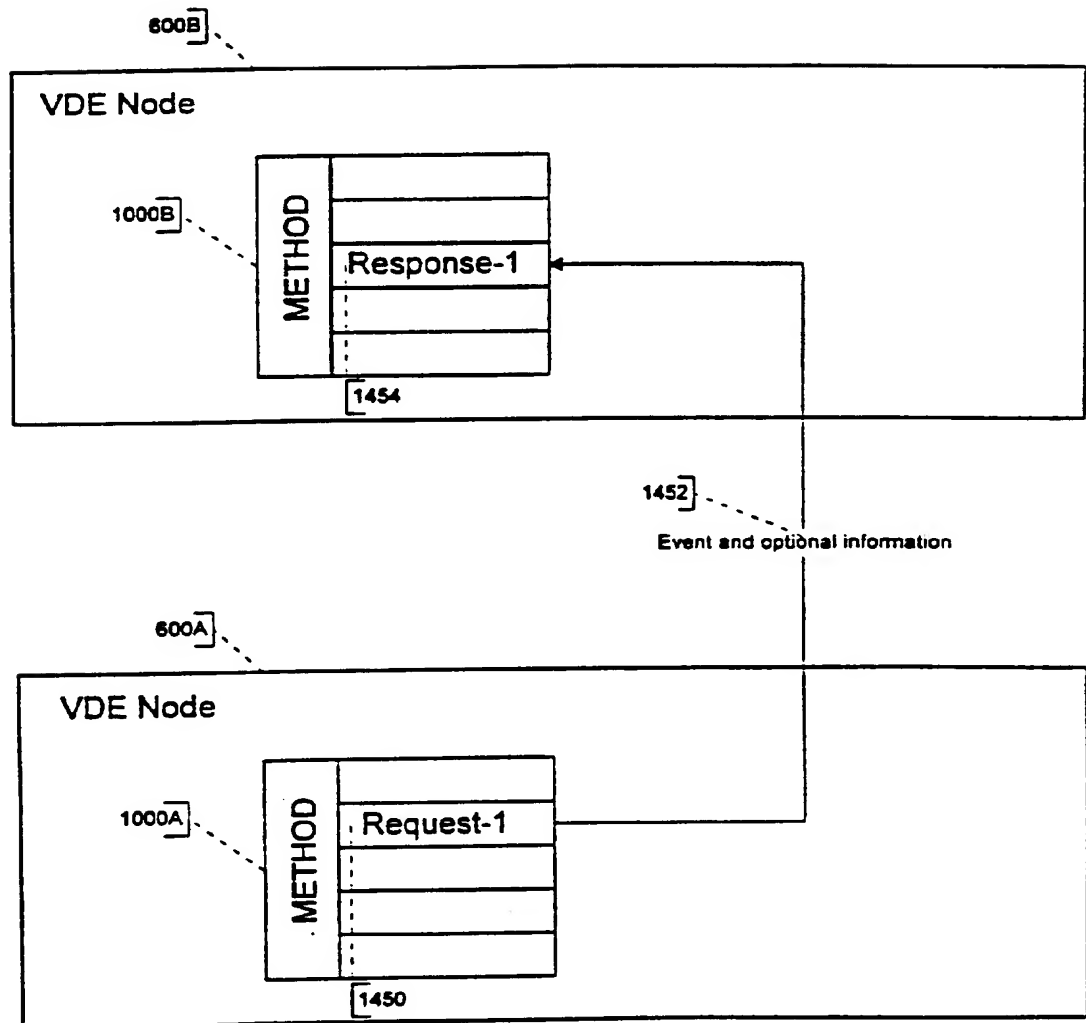 600B
VDE Node
1000B
METHOD
Response-1
1454
1452
Event and optional information
600A
VDE Node
1000A
METHOD
Request-1
1450